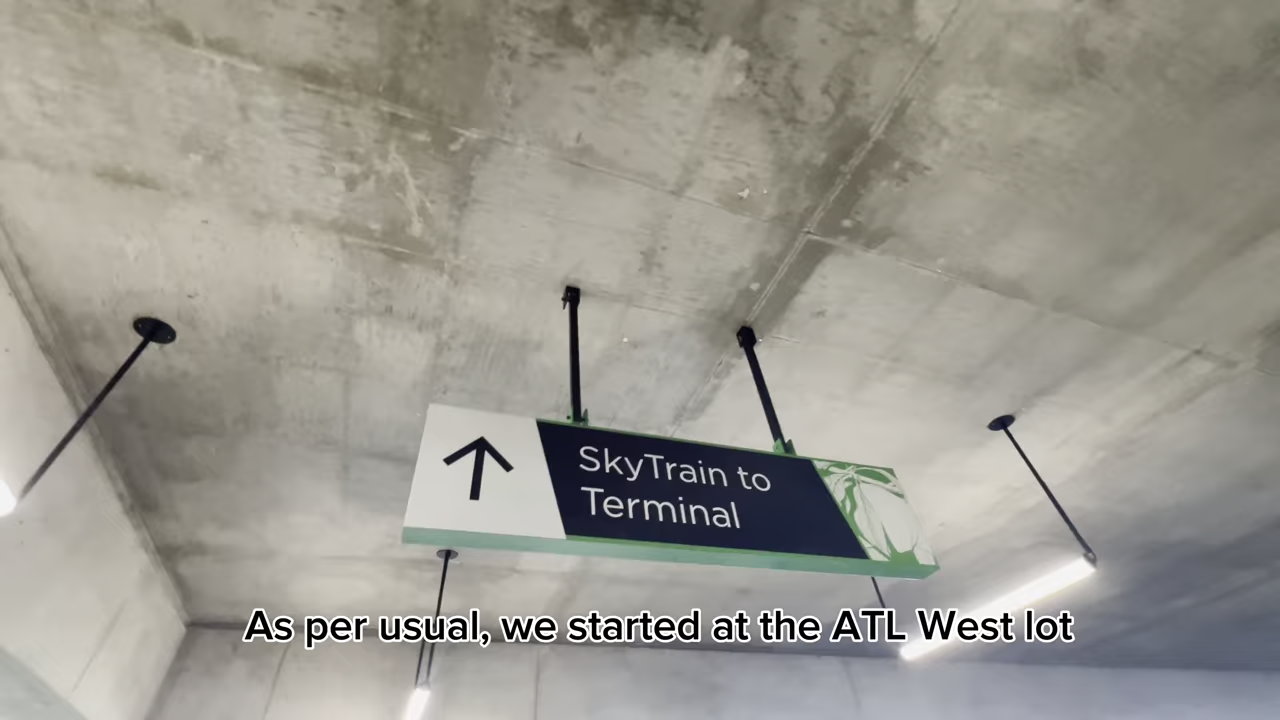 SkyTrain to
Terminal
As per usual, we started at the ATL West lot